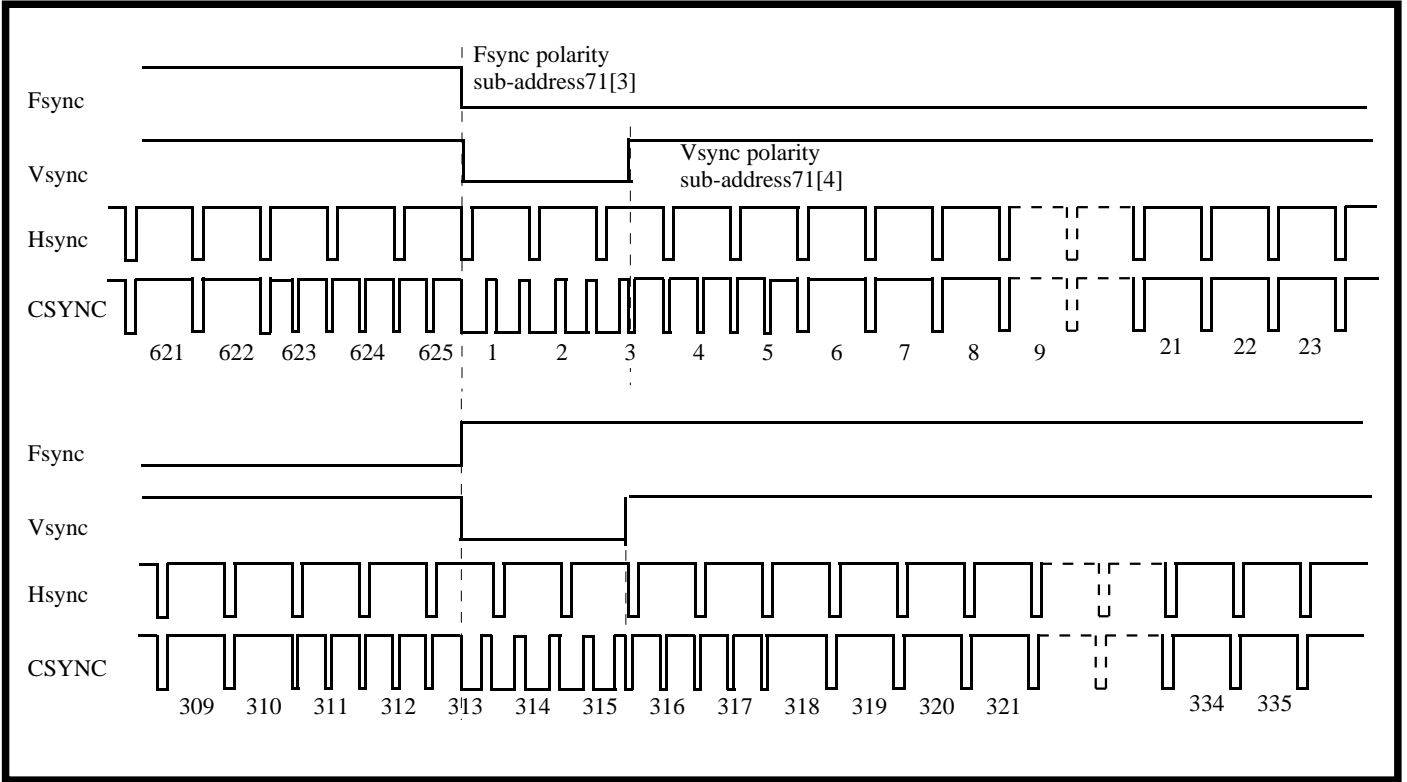 Fsync polarity
sub-address71[3]
Fsync
Vsync polarity
sub-address71[4]
Vsync
Hsync
CSYNC
621 622 623 624 625 1 2 3 4 5 6 7 8 9 21 22 23
Fsync
Vsync
Hsync
CSYNC
309 310 311 312 313 314 315 316 317 318 319 320 321 334 335